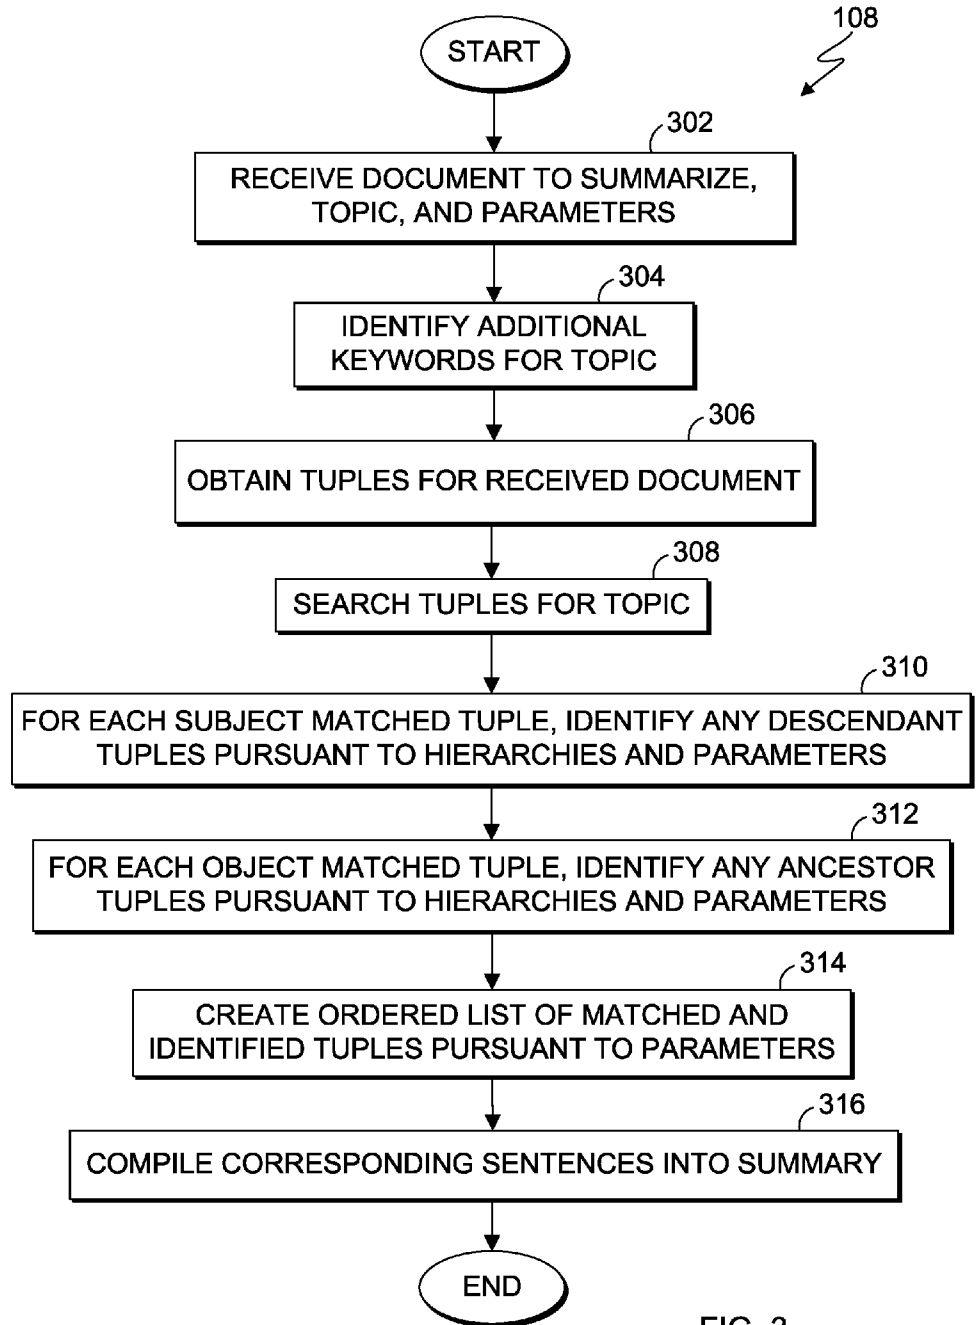 108
START
302
RECEIVE DOCUMENT TO SUMMARIZE,
TOPIC, AND PARAMETERS
304
IDENTIFY ADDITIONAL
KEYWORDS FOR TOPIC
306
OBTAIN TUPLES FOR RECEIVED DOCUMENT
308
SEARCH TUPLES FOR TOPIC
310
FOR EACH SUBJECT MATCHED TUPLE, IDENTIFY ANY DESCENDANT
TUPLES PURSUANT TO HIERARCHIES AND PARAMETERS
312
FOR EACH OBJECT MATCHED TUPLE, IDENTIFY ANY ANCESTOR
TUPLES PURSUANT TO HIERARCHIES AND PARAMETERS
314
CREATE ORDERED LIST OF MATCHED AND
IDENTIFIED TUPLES PURSUANT TO PARAMETERS
316
COMPILE CORRESPONDING SENTENCES INTO SUMMARY
END
FIG.